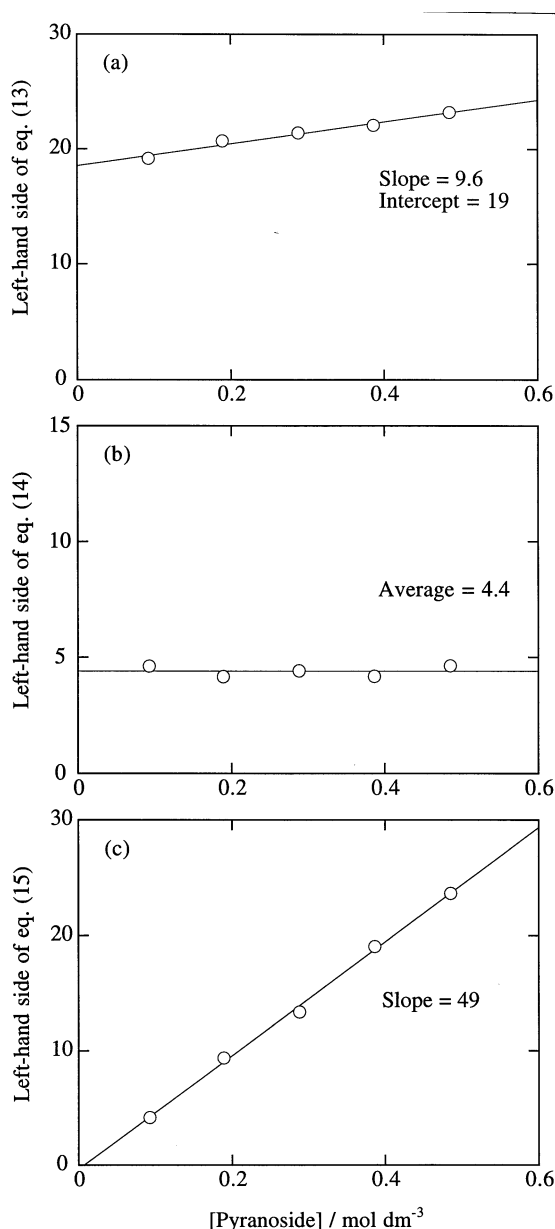 30
(a)
20
Left-hand side of eq. (13)
Slope = 9.6
Intercept = 19
10
0
0 0.2 0.4 0.6
15
(b)
10
Left-hand side of eq. (14)
Average = 4.4
5
0
0 0.2 0.4 0.6
30
(c)
20
Left-hand side of eq. (15)
Slope = 49
10
0
0 0.2 0.4 0.6
[Pyranoside] / mol dm⁻³